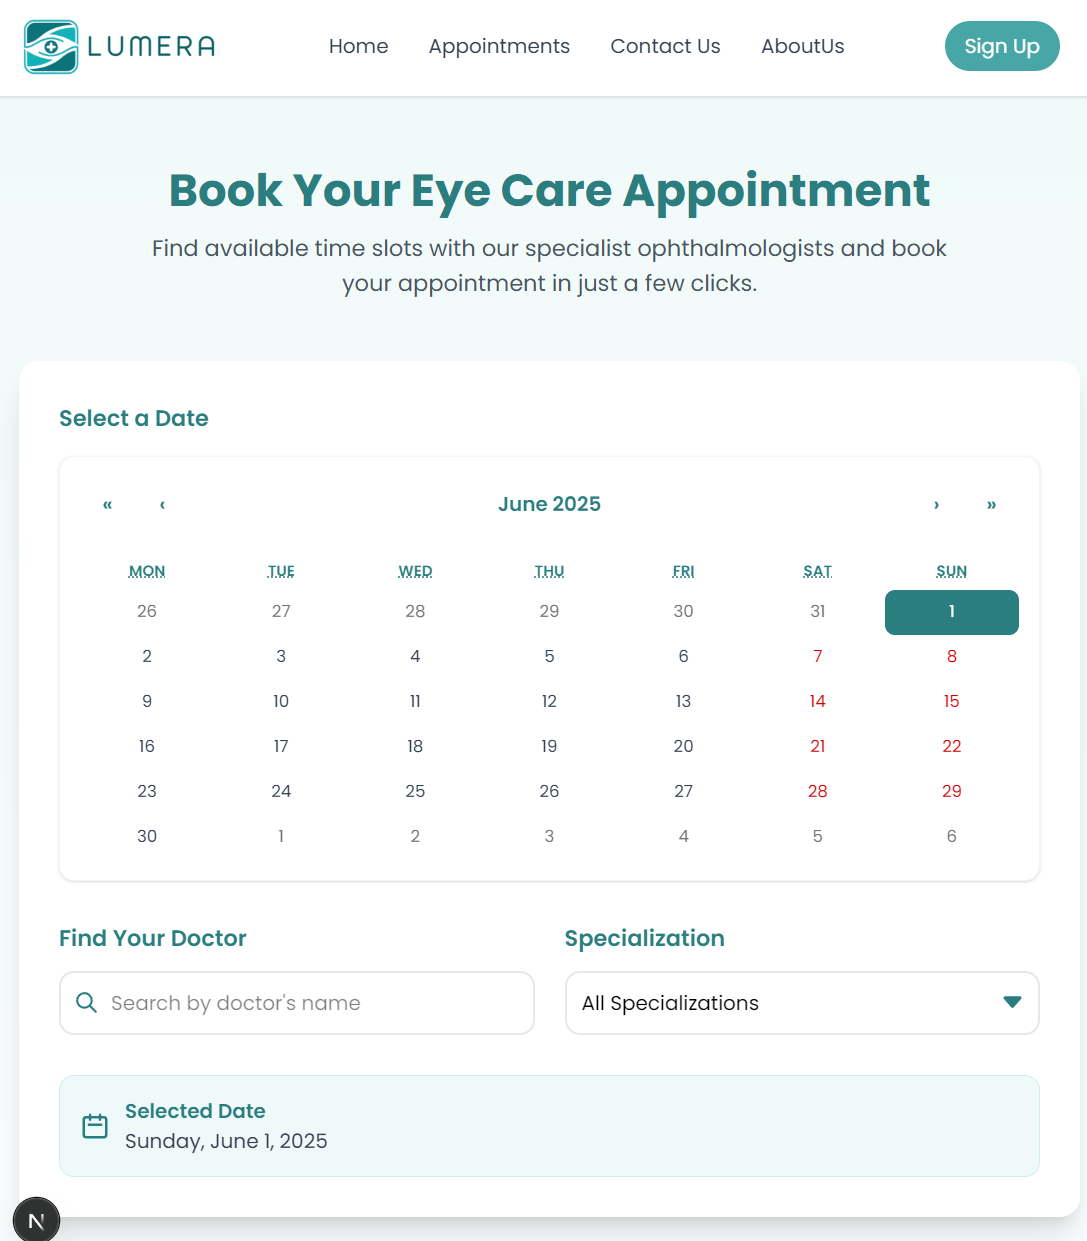 LUMERA
Home Appointments Contact Us AboutUs Sign Up
Book Your Eye Care Appointment
Find available time slots with our specialist ophthalmologists and book
your appointment in just a few clicks.
Select a Date
« ‹ June 2025 › »
MON TUE WED THU FRI SAT SUN
26 27 28 29 30 31 1
2 3 4 5 6 7 8
9 10 11 12 13 14 15
16 17 18 19 20 21 22
23 24 25 26 27 28 29
30 1 2 3 4 5 6
Find Your Doctor Specialization
Search by doctor's name All Specializations
Selected Date
Sunday, June 1, 2025
N